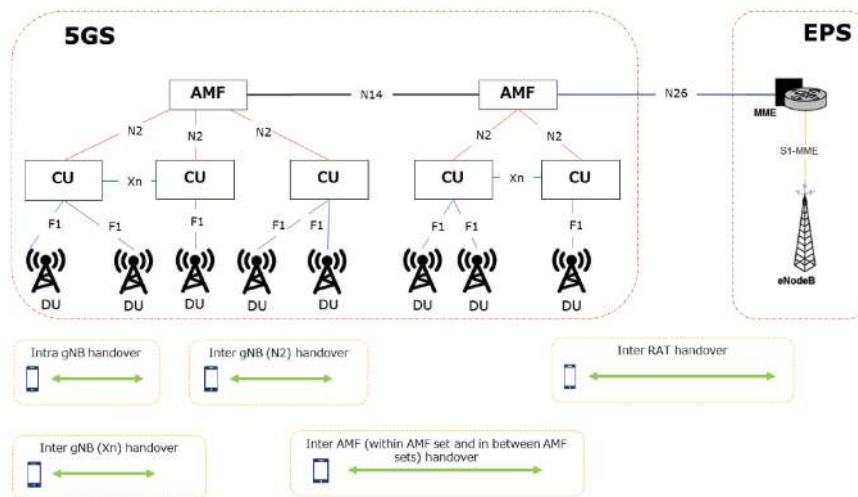 5GS
EPS
AMF
N14
AMF
N26
MME
N2
N2
N2
N2
N2
S1-MME
CU
Xn
CU
CU
CU
Xn
CU
F1
F1
F1
F1
F1
F1
F1
F1
DU
DU
DU
DU
DU
DU
DU
DU
eNodeB
Intra gNB handover
Inter gNB (N2) handover
Inter RAT handover
Inter gNB (Xn) handover
Inter AMF (within AMF set and in between AMF
sets) handover